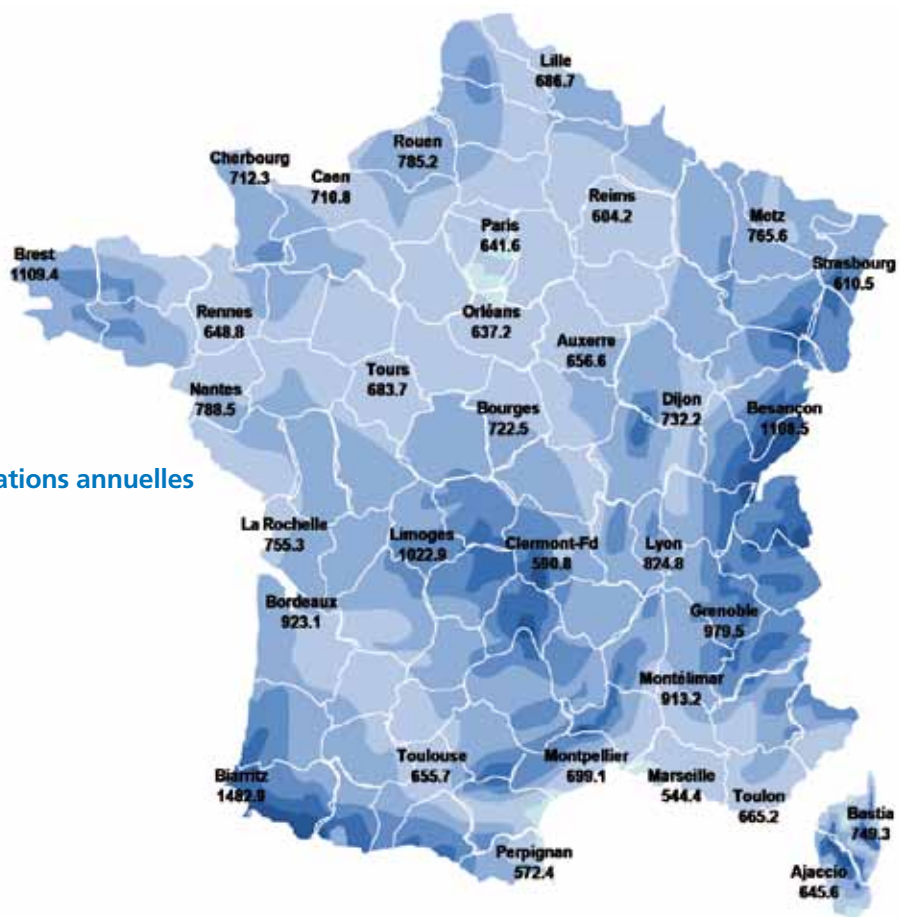 Lille
686.7
Rouen
785.2
Cherbourg
712.3
Caen
710.8
Reims
604.2
Metz
765.6
Paris
641.6
Brest
1109.4
Strasbourg
610.5
Rennes
648.8
Orléans
637.2
Auxerre
656.6
Tours
683.7
Nantes
788.5
Bourges
722.5
Dijon
732.2
Besançon
1108.5
ations annuelles
La Rochelle
755.3
Limoges
1022.9
Clermont-Fd
590.8
Lyon
824.8
Bordeaux
923.1
Grenoble
979.5
Montélimar
913.2
Toulouse
655.7
Montpellier
699.1
Biarritz
1482.9
Marseille
544.4
Toulon
665.2
Bastia
749.3
Perpignan
572.4
Ajaccio
645.6